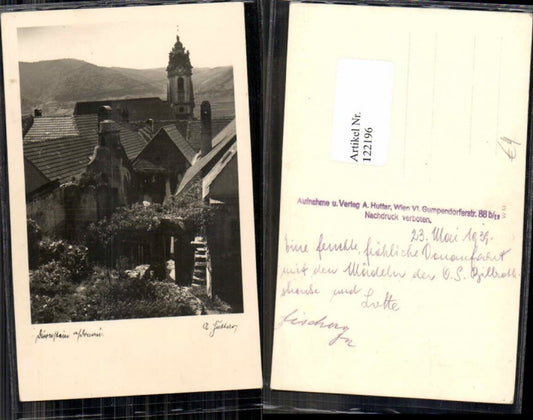 Dürnstein a/Donau.
A. Hutter
Artikel Nr.
122196
Aufnahme u. Verlag A. Hutter, Wien VI. Gumpendorferstr. 88 b/11
Nachdruck verboten.
23. Mai 1939.
Eine feuchte, fröhliche Donaufahrt
mit den Mädeln der O.S.
und Lotte